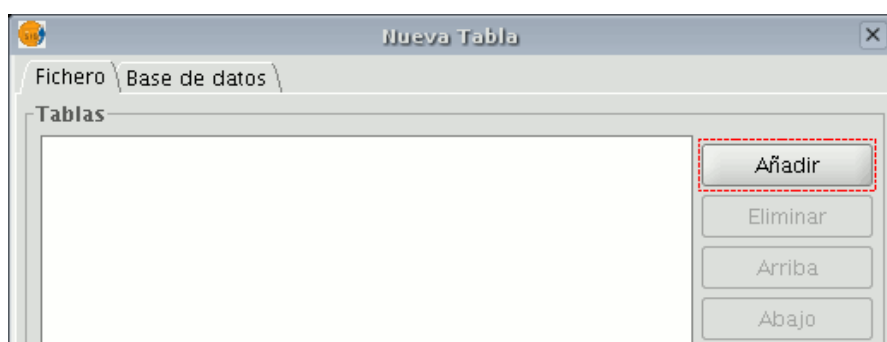 Nueva Tabla
Fichero Base de datos
Tablas
Añadir
Eliminar
Arriba
Abajo